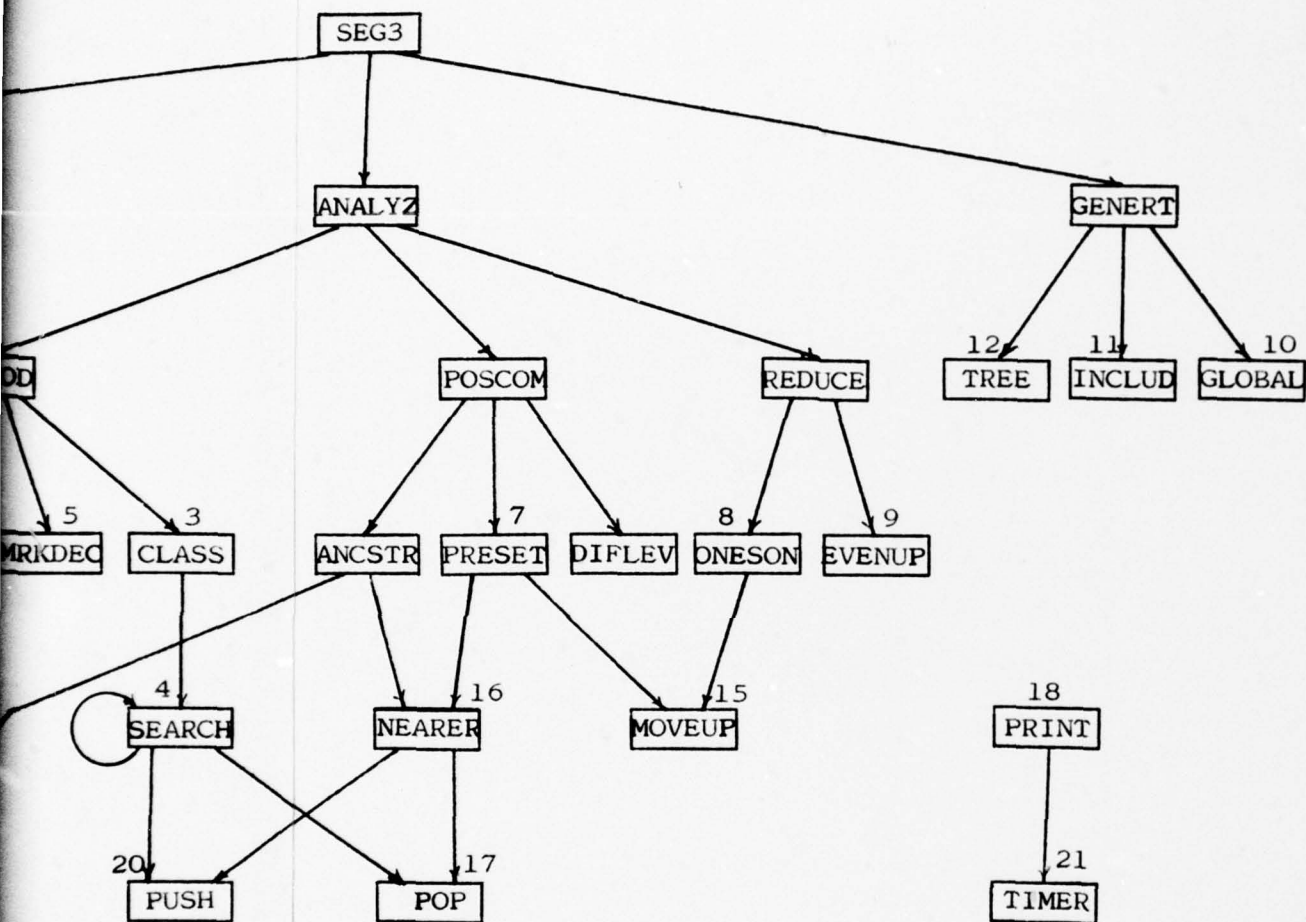 SEG3
ANALYZ GENERT
12 11 10
OD POSCOM REDUCE TREE INCLUD GLOBAL
5 3 7 8 9
MRKDEC CLASS ANCSTR PRESET DIFLEV ONESON EVENUP
4 16 15 18
SEARCH NEARER MOVEUP PRINT
20 17 21
PUSH POP TIMER